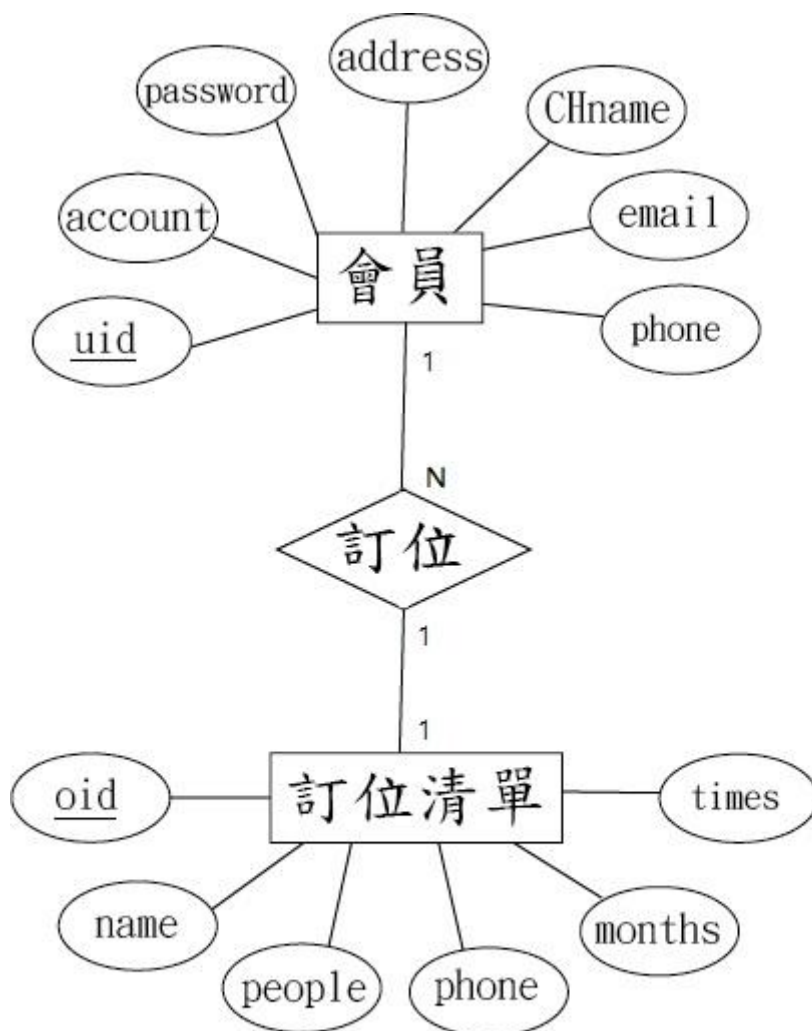 address
password
CHname
account
email
會員
uid
phone
1
N
訂位
1
1
oid
訂位清單
times
name
months
people
phone